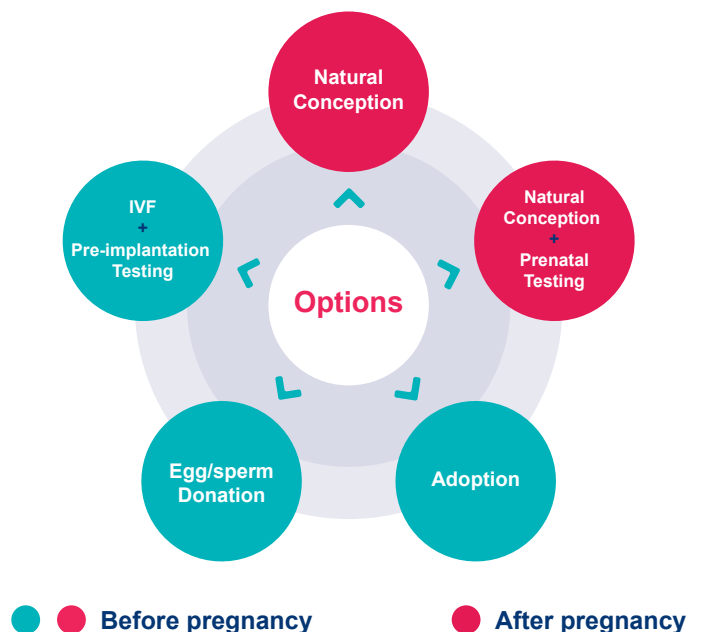 Natural
Conception
IVF
+
Pre-implantation
Testing
Natural
Conception
+
Prenatal
Testing
Options
Egg/sperm
Donation
Adoption
Before pregnancy
After pregnancy